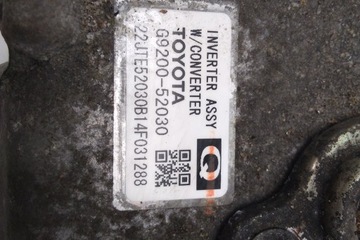 INVERTER ASSY
W/CONVERTER
TOYOTA
G9200-52030
22JTE52030B14F031288
Q